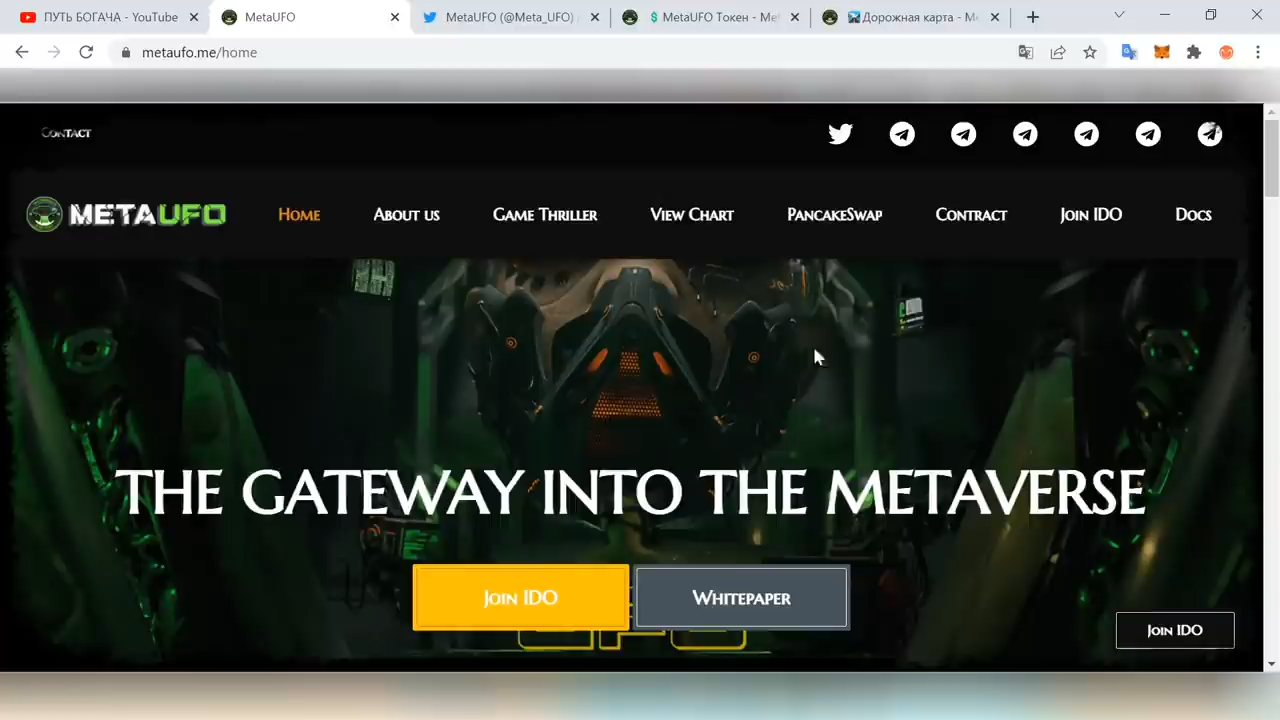 ПУТЬ БОГАЧА - YouTube
MetaUFO
MetaUFO (@Meta_UFO)
$ MetaUFO Токен - Met
Дорожная карта - Me
metaufo.me/home
Contact
METAUFO
Home
About us
Game Thriller
View Chart
PancakeSwap
Contract
Join IDO
Docs
THE GATEWAY INTO THE METAVERSE
Join IDO
Whitepaper
Join IDO